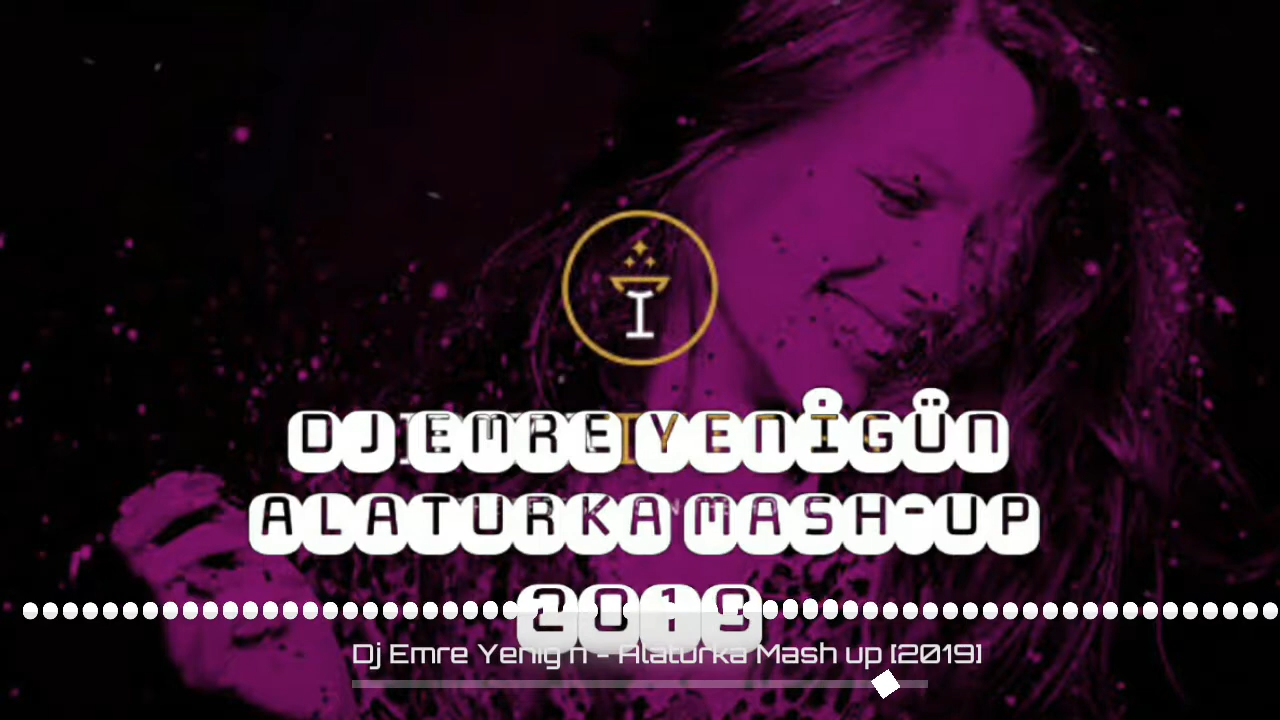 DJ EMRE YENİGÜN
ALATURKA MASH-UP
2019
Dj Emre Yenig n - Alaturka Mash up [2019]